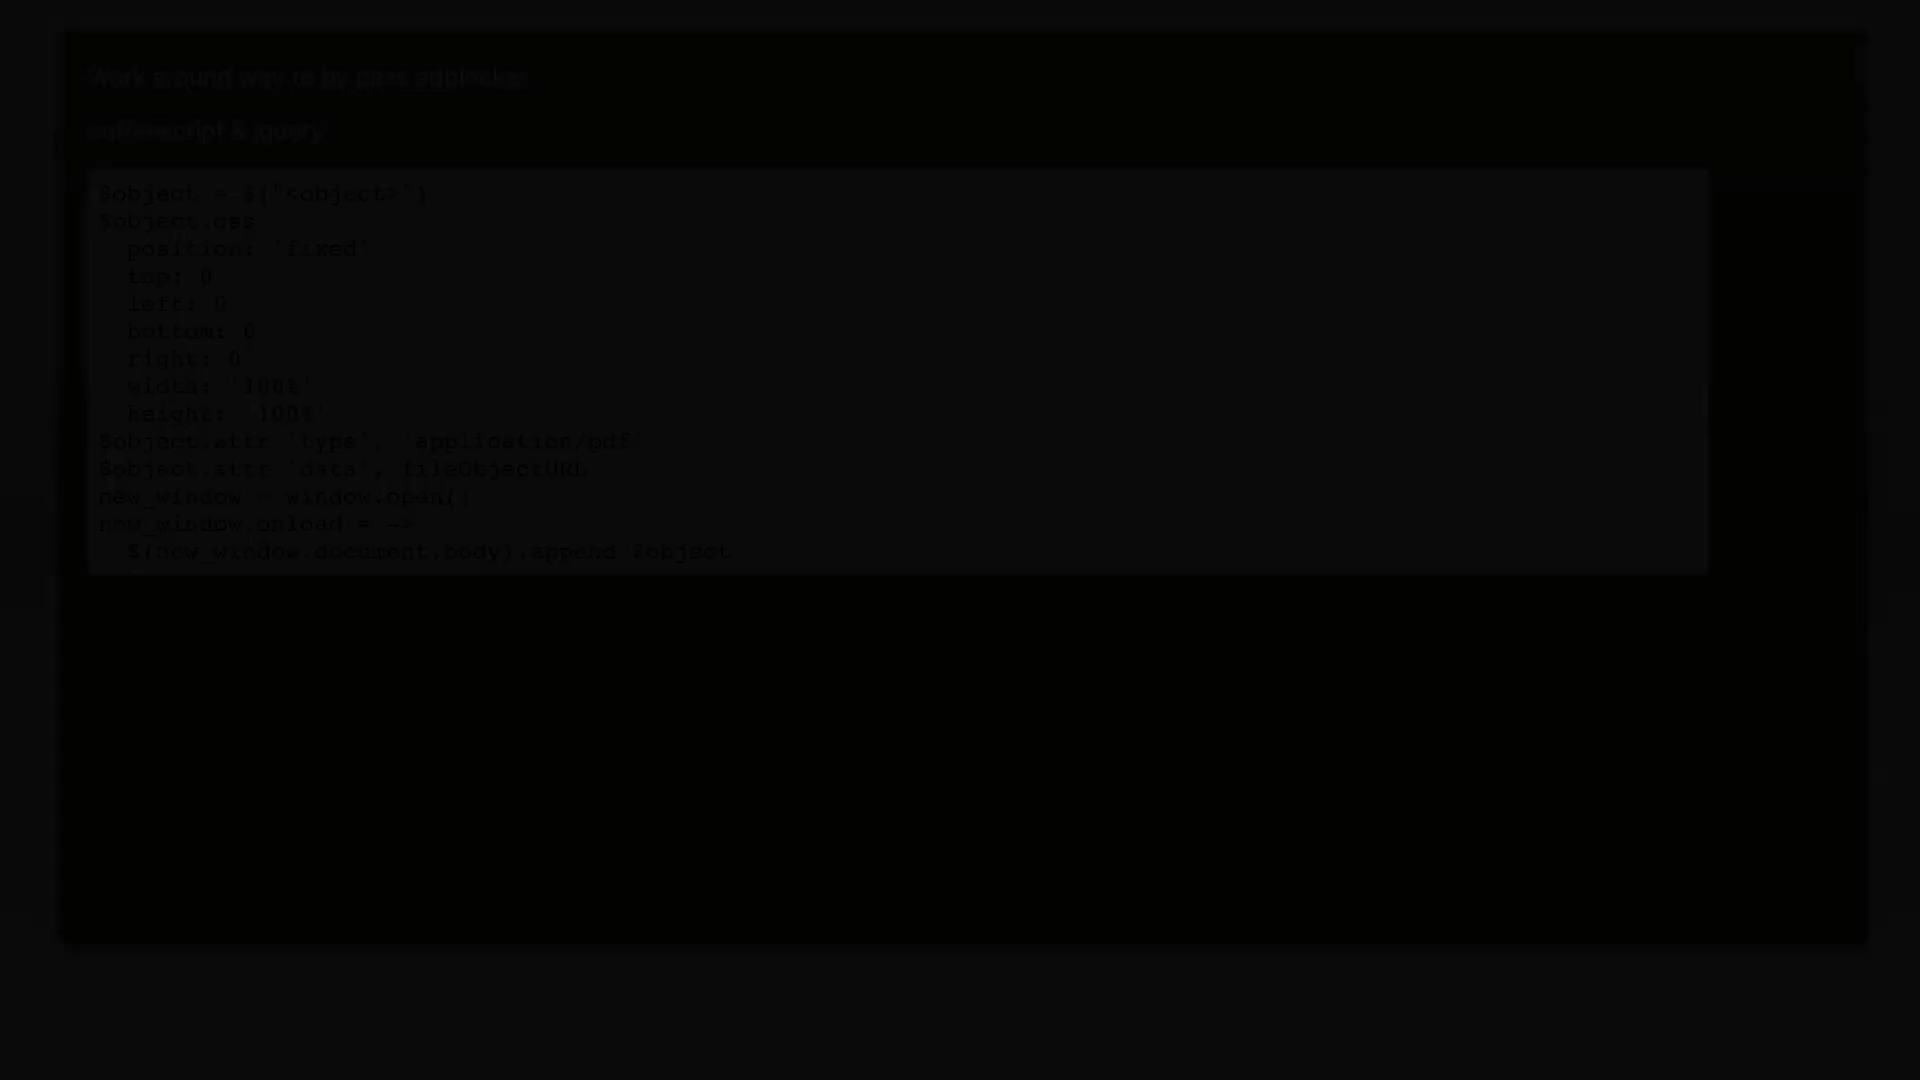 Work around way to by pass adblocker
coffeescript & jquery
$object = $("<object>")
$object.css
  position: 'fixed'
  top: 0
  left: 0
  bottom: 0
  right: 0
  width: '100%'
  height: '100%'
$object.attr 'type', 'application/pdf'
$object.attr 'data', fileObjectURL
new_window = window.open()
new_window.onload = ->
  $(new_window.document.body).append $object